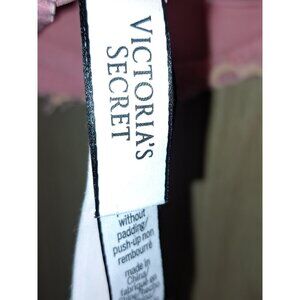 VICTORIA'S
SECRET
without
padding/
push-up non
rembourré
made in
China/